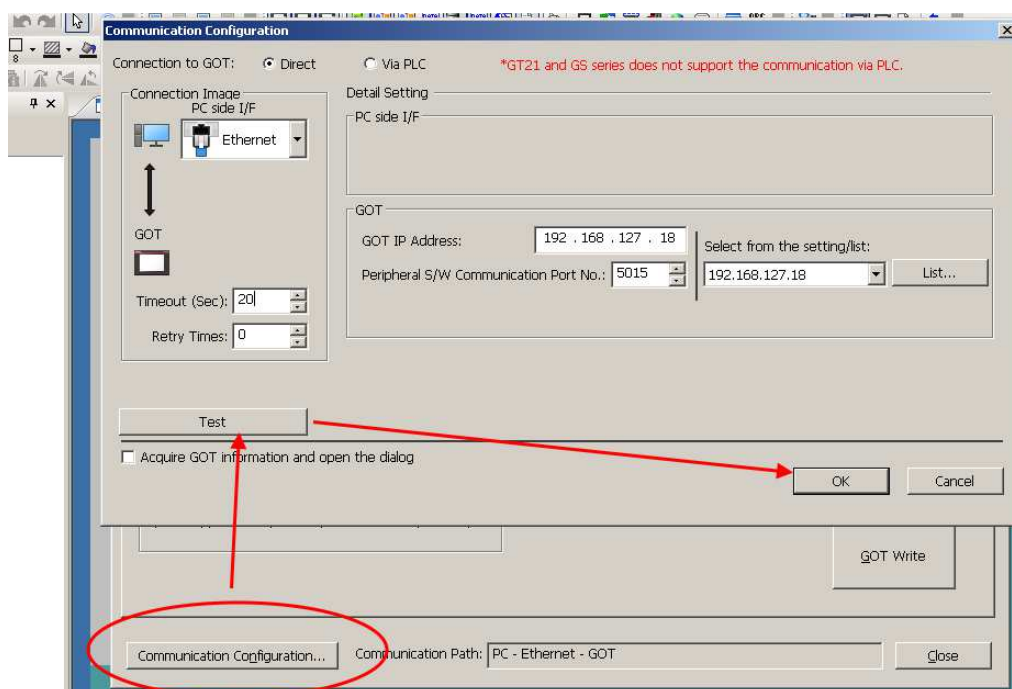 8
Communication Configuration
Connection to GOT: Direct Via PLC *GT21 and GS series does not support the communication via PLC.
Connection Image
PC side I/F
Ethernet
GOT
Timeout (Sec): 20
Retry Times: 0
Detail Setting
PC side I/F
GOT
GOT IP Address: 192 . 168 . 127 . 18
Peripheral S/W Communication Port No.: 5015
Select from the setting/list:
192.168.127.18 List...
Test
Acquire GOT information and open the dialog
OK Cancel
GOT Write
Communication Configuration... Communication Path: PC - Ethernet - GOT Close